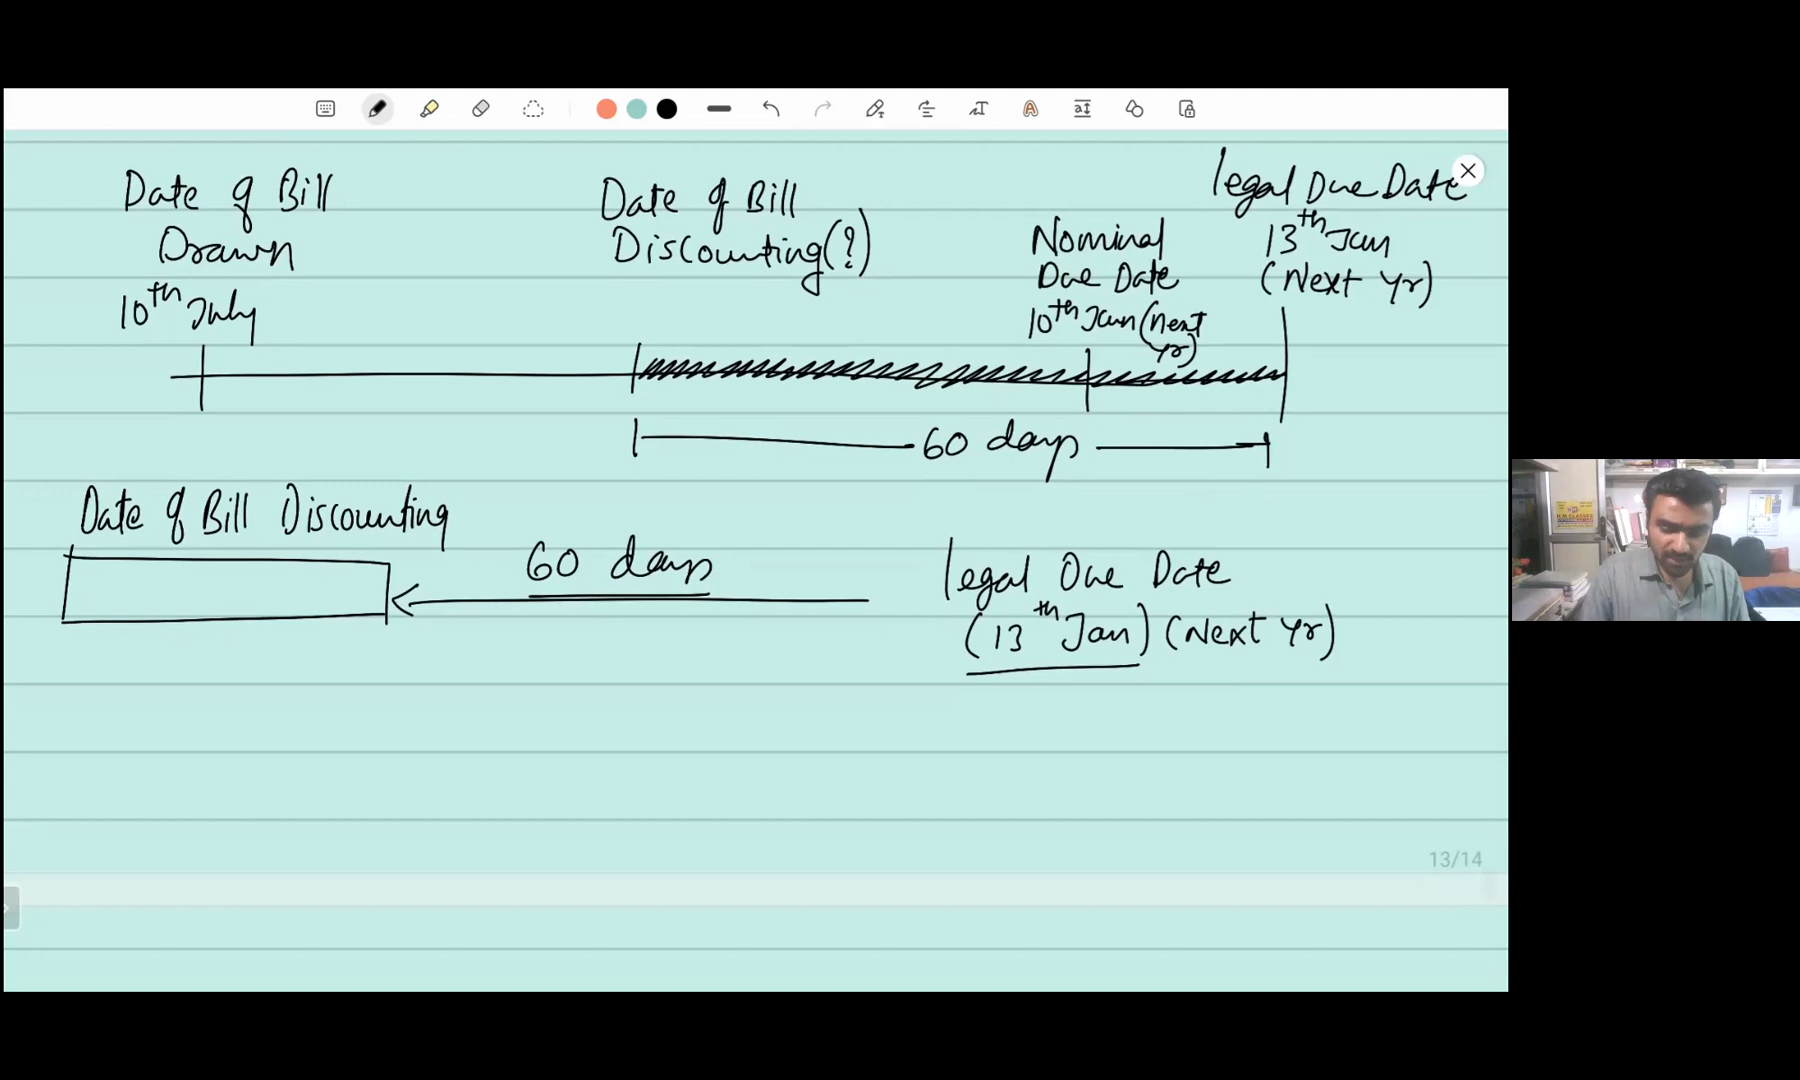 Date of Bill
Drawn
10th July
Date of Bill
Discounting(?)
Nominal
Due Date
10th Jan (Next
Yr)
Legal Due Date
13th Jan
(Next Yr)
60 days
Date of Bill Discounting
60 days
Legal Due Date
(13th Jan) (Next Yr)
13/14